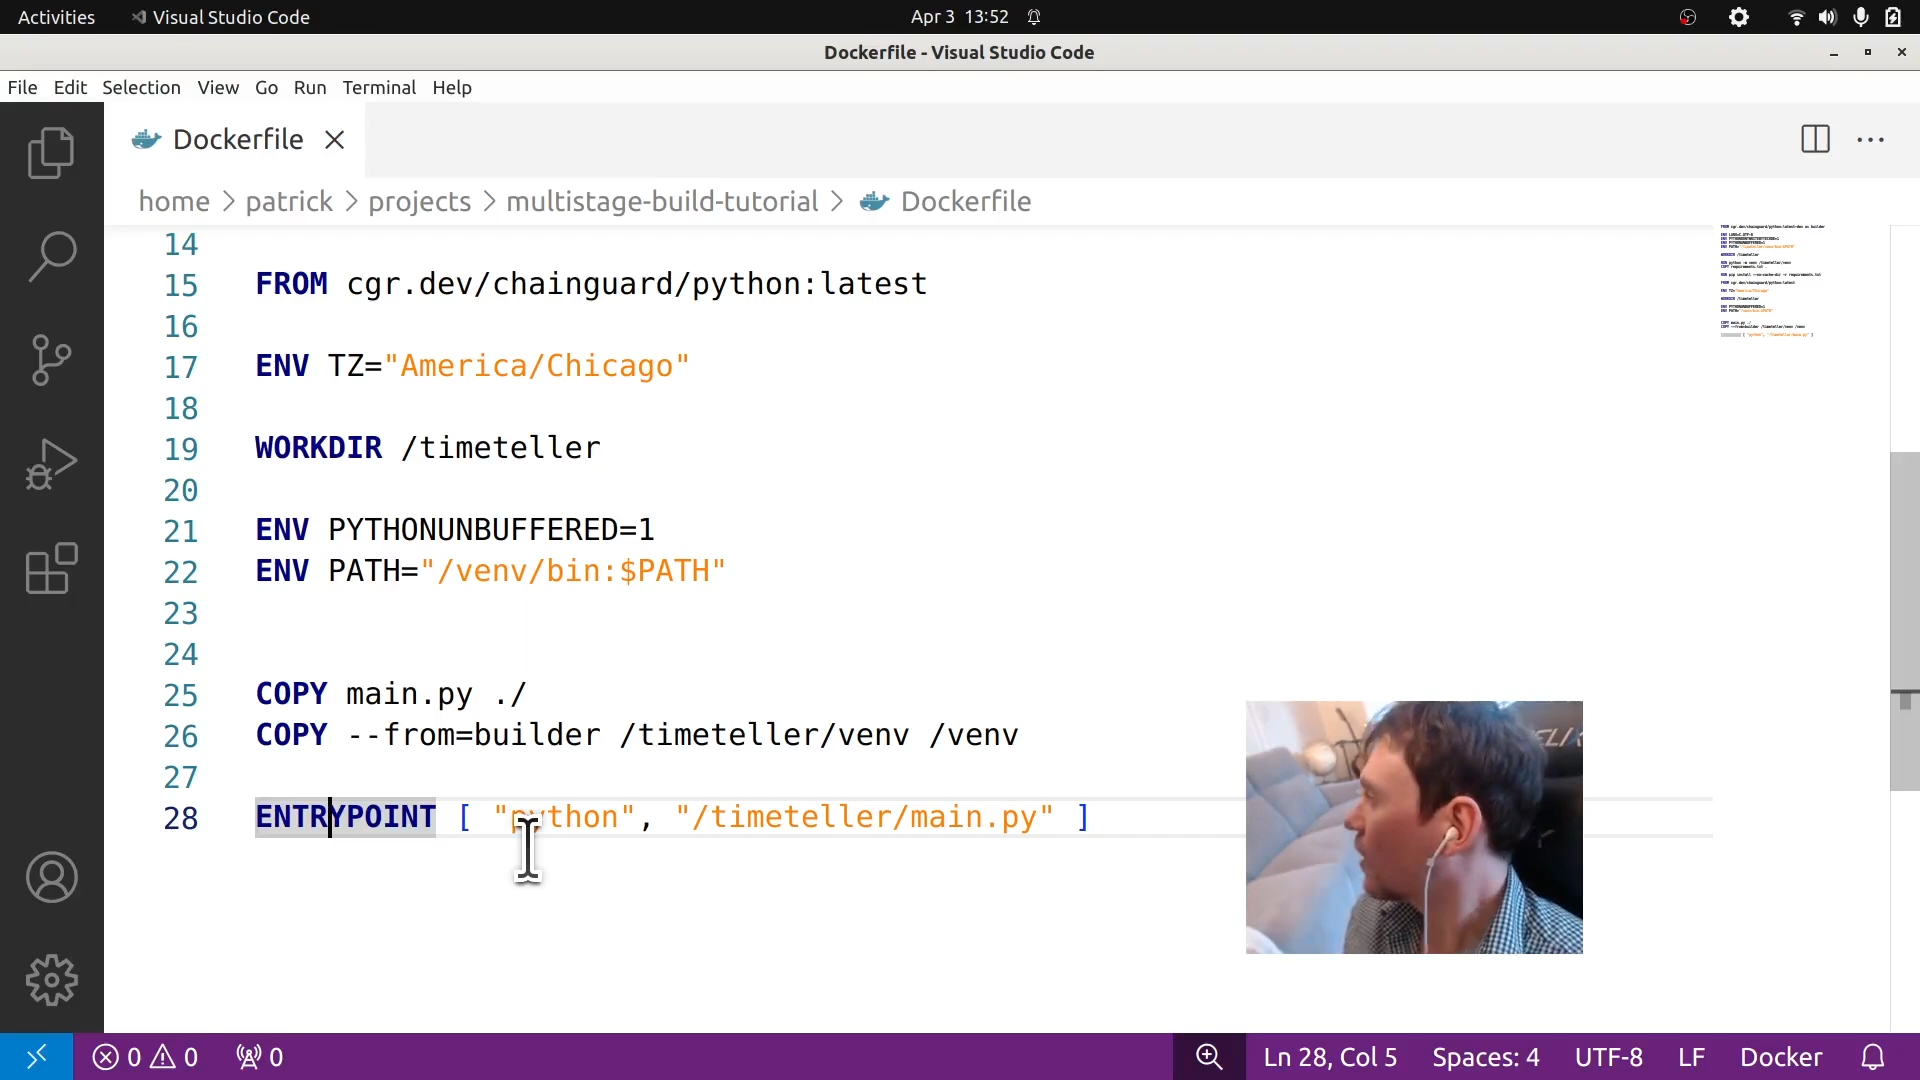 Activities Visual Studio Code Apr 3 13:52
Dockerfile - Visual Studio Code
File Edit Selection View Go Run Terminal Help
Dockerfile
home > patrick > projects > multistage-build-tutorial > Dockerfile
14
15 FROM cgr.dev/chainguard/python:latest
16
17 ENV TZ="America/Chicago"
18
19 WORKDIR /timeteller
20
21 ENV PYTHONUNBUFFERED=1
22 ENV PATH="/venv/bin:$PATH"
23
24
25 COPY main.py ./
26 COPY --from=builder /timeteller/venv /venv
27
28 ENTRYPOINT [ "python", "/timeteller/main.py" ]
0 0 0 Ln 28, Col 5 Spaces: 4 UTF-8 LF Docker